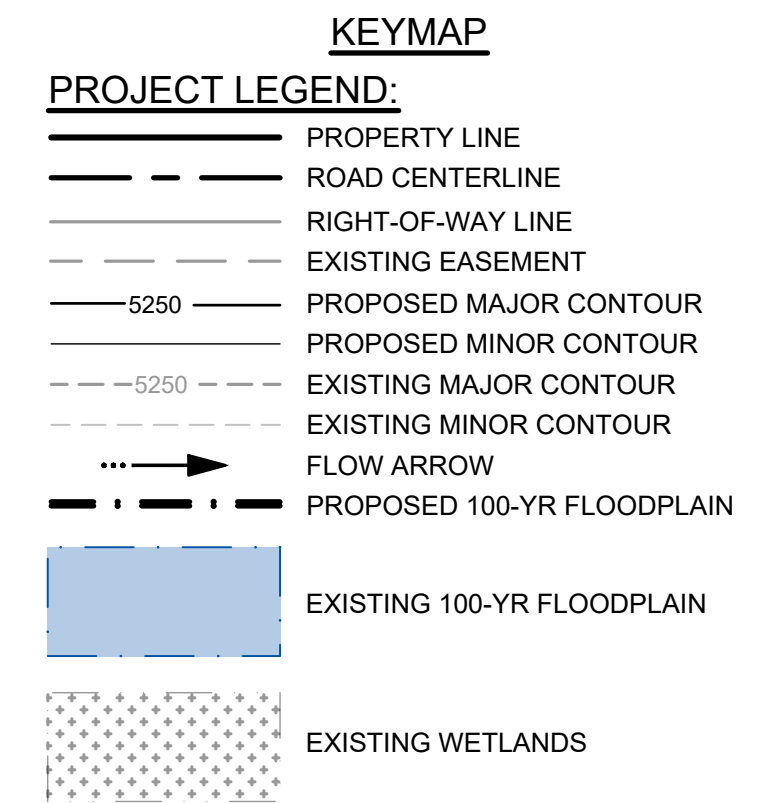 KEYMAP
PROJECT LEGEND:
PROPERTY LINE
ROAD CENTERLINE
RIGHT-OF-WAY LINE
EXISTING EASEMENT
5250 PROPOSED MAJOR CONTOUR
PROPOSED MINOR CONTOUR
5250 EXISTING MAJOR CONTOUR
EXISTING MINOR CONTOUR
FLOW ARROW
PROPOSED 100-YR FLOODPLAIN
EXISTING 100-YR FLOODPLAIN
EXISTING WETLANDS